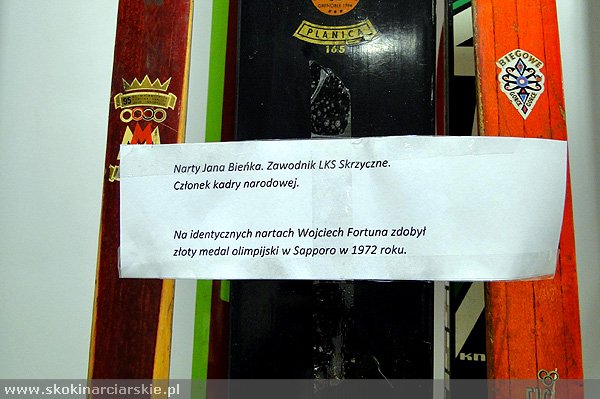 GRENOBLE
PLANICA
165
BIEGOWE
Narty Jana Bieńka. Zawodnik LKS Skrzyczne.
Członek kadry narodowej.
Na identycznych nartach Wojciech Fortuna zdobył
złoty medal olimpijski w Sapporo w 1972 roku.
www.skokinarciarskie.pl